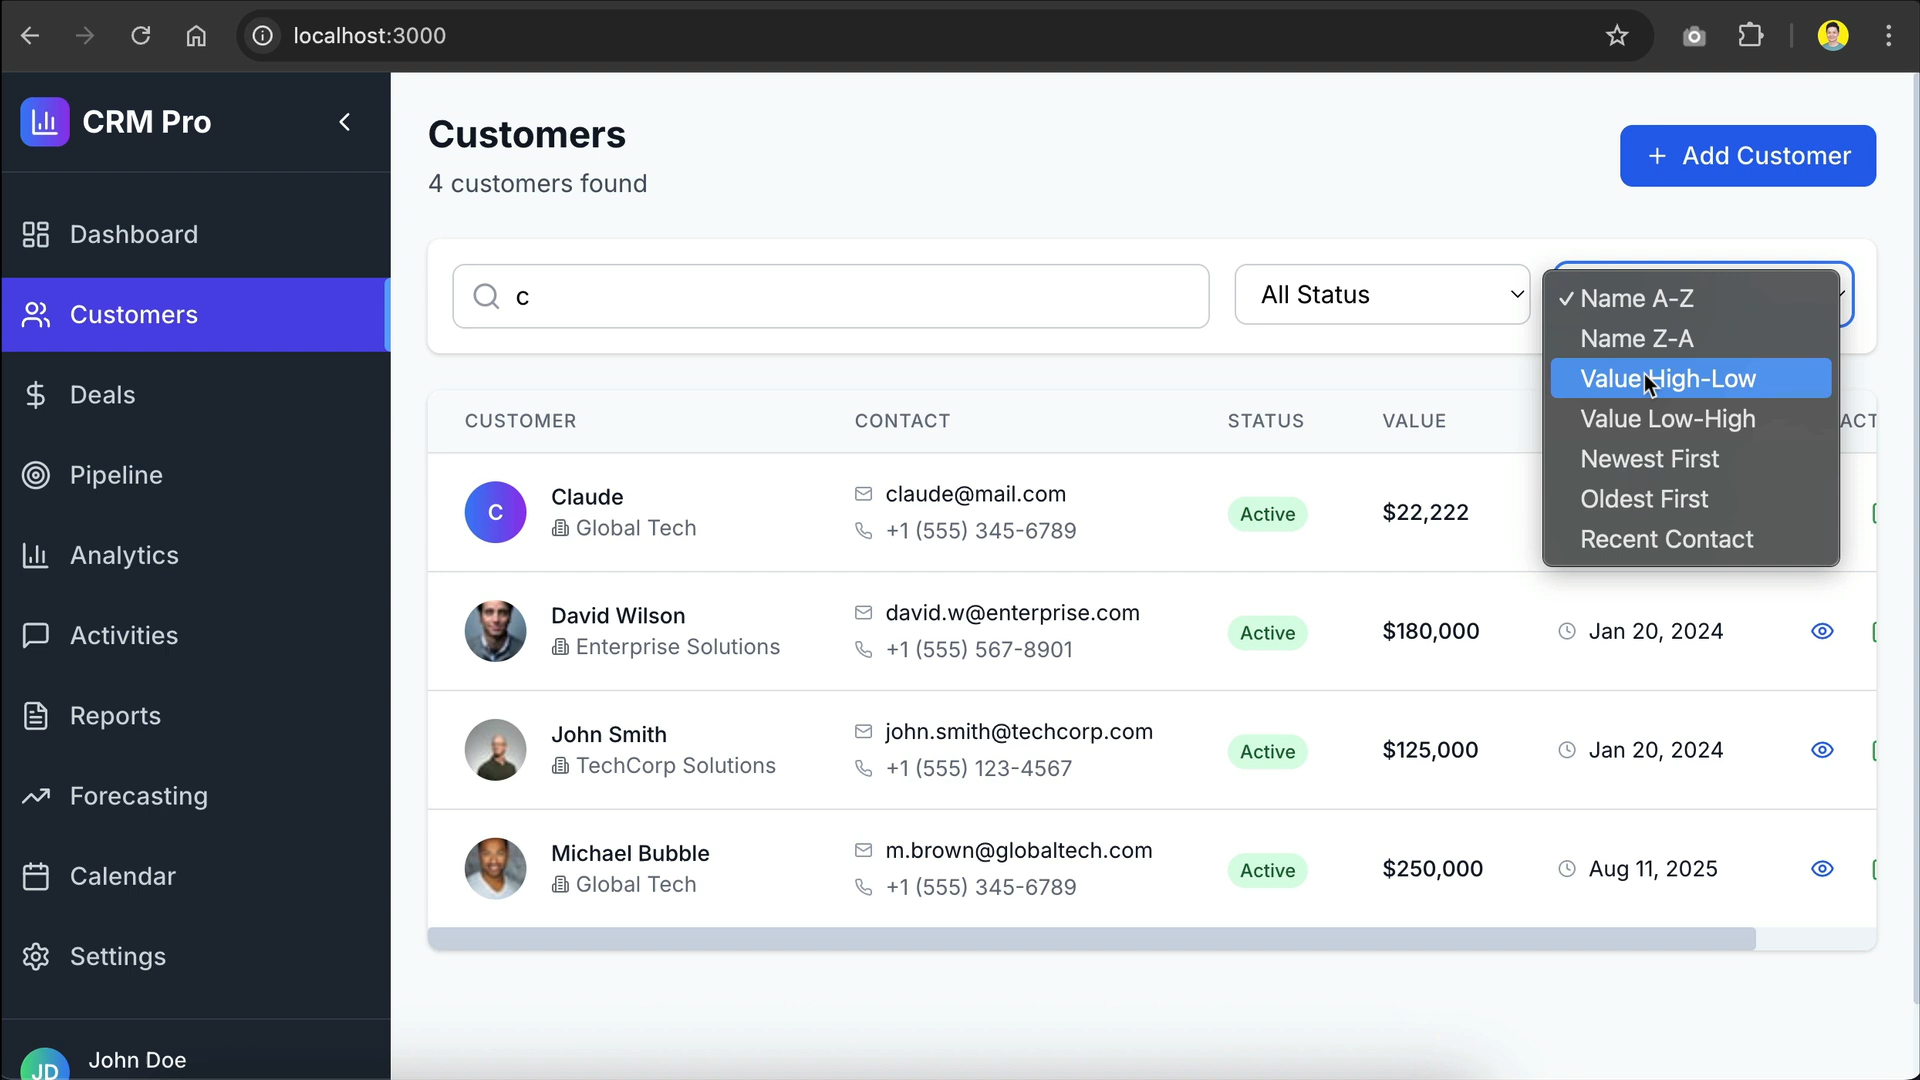 localhost:3000
CRM Pro
Dashboard
Customers
Deals
Pipeline
Analytics
Activities
Reports
Forecasting
Calendar
Settings
JD
John Doe
Customers
4 customers found
+ Add Customer
c
All Status
✓ Name A-Z
Name Z-A
Value High-Low
Value Low-High
Newest First
Oldest First
Recent Contact
CUSTOMER CONTACT STATUS VALUE ACT
C
Claude
Global Tech
claude@mail.com
+1 (555) 345-6789
Active
$22,222
David Wilson
Enterprise Solutions
david.w@enterprise.com
+1 (555) 567-8901
Active
$180,000
Jan 20, 2024
John Smith
TechCorp Solutions
john.smith@techcorp.com
+1 (555) 123-4567
Active
$125,000
Jan 20, 2024
Michael Bubble
Global Tech
m.brown@globaltech.com
+1 (555) 345-6789
Active
$250,000
Aug 11, 2025